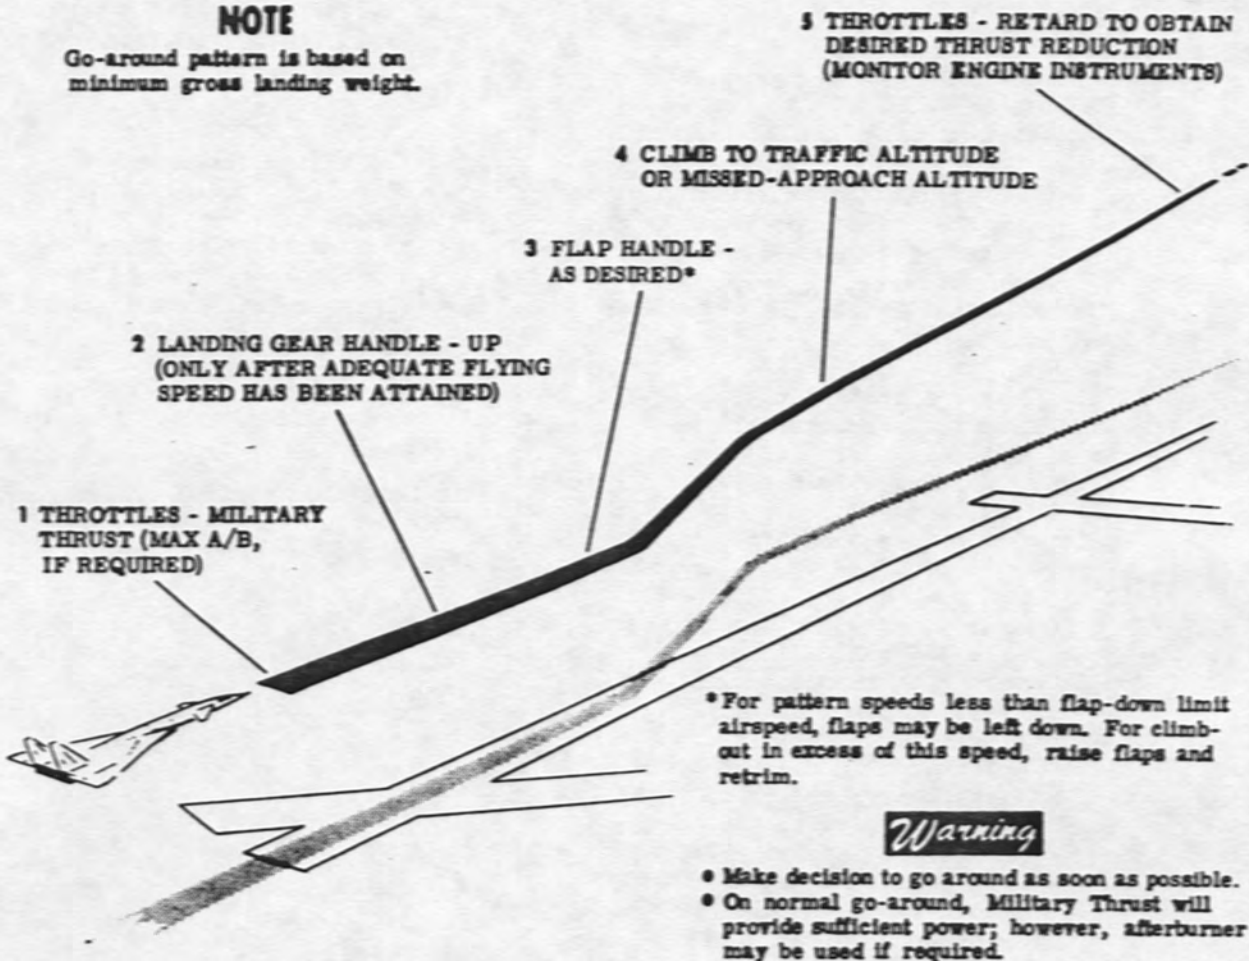 NOTE
Go-around pattern is based on
minimum gross landing weight.
5 THROTTLES - RETARD TO OBTAIN
DESIRED THRUST REDUCTION
(MONITOR ENGINE INSTRUMENTS)
4 CLIMB TO TRAFFIC ALTITUDE
OR MISSED-APPROACH ALTITUDE
3 FLAP HANDLE -
AS DESIRED*
2 LANDING GEAR HANDLE - UP
(ONLY AFTER ADEQUATE FLYING
SPEED HAS BEEN ATTAINED)
1 THROTTLES - MILITARY
THRUST (MAX A/B,
IF REQUIRED)
*For pattern speeds less than flap-down limit
airspeed, flaps may be left down. For climb-
out in excess of this speed, raise flaps and
retrim.
Warning
• Make decision to go around as soon as possible.
• On normal go-around, Military Thrust will
provide sufficient power; however, afterburner
may be used if required.